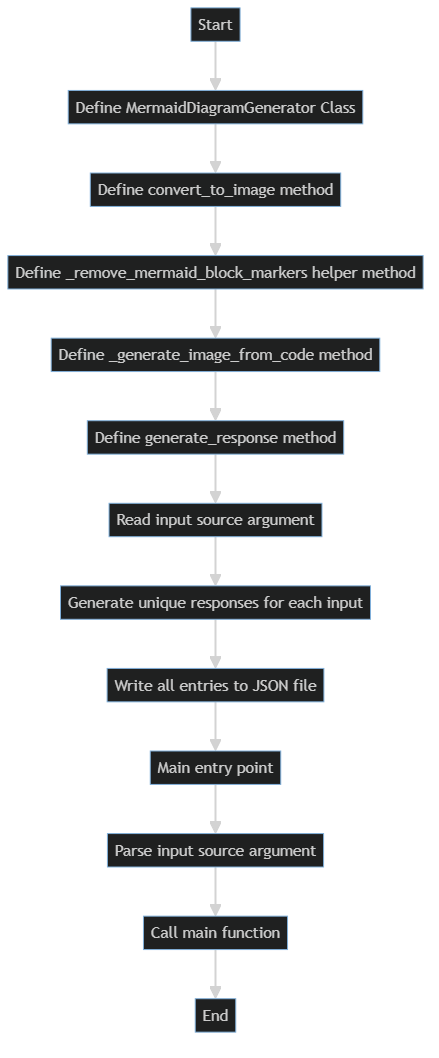 Start
Define MermaidDiagramGenerator Class
Define convert_to_image method
Define _remove_mermaid_block_markers helper method
Define _generate_image_from_code method
Define generate_response method
Read input source argument
Generate unique responses for each input
Write all entries to JSON file
Main entry point
Parse input source argument
Call main function
End